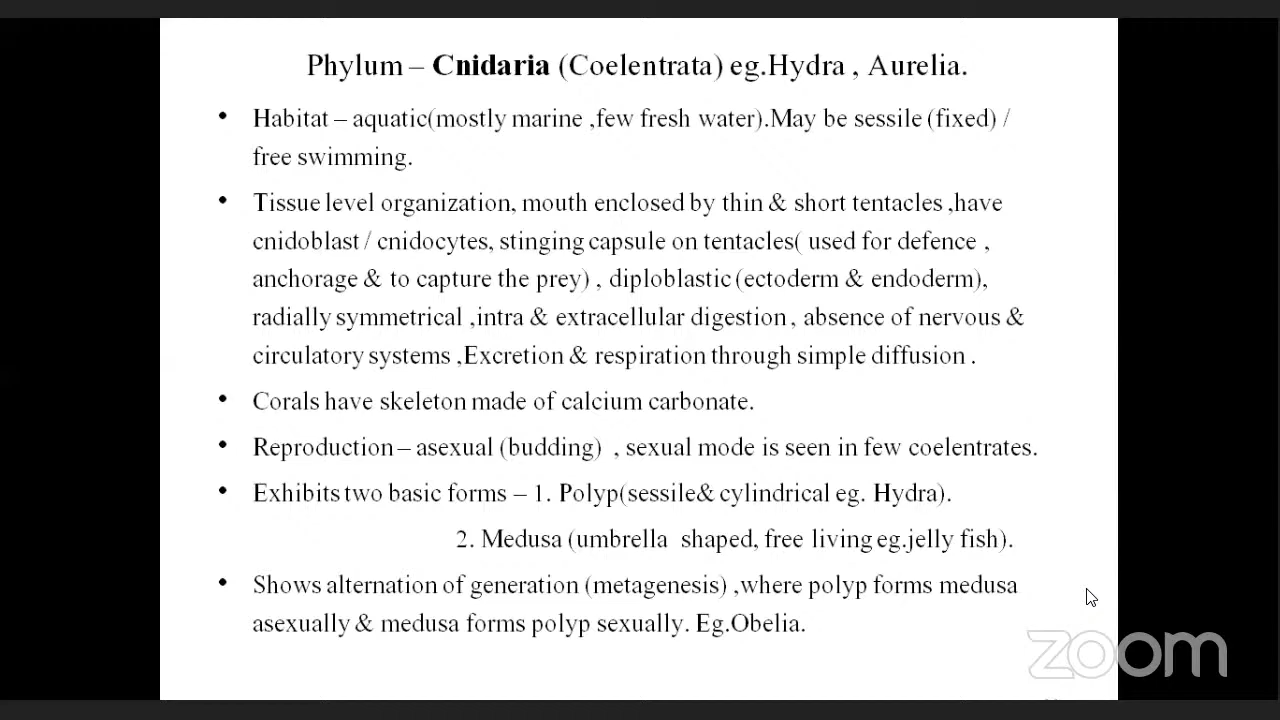 Phylum – Cnidaria (Coelentrata) eg.Hydra , Aurelia.
• Habitat – aquatic(mostly marine ,few fresh water).May be sessile (fixed) /
free swimming.
• Tissue level organization, mouth enclosed by thin & short tentacles ,have
cnidoblast / cnidocytes, stinging capsule on tentacles( used for defence ,
anchorage & to capture the prey) , diploblastic (ectoderm & endoderm),
radially symmetrical ,intra & extracellular digestion , absence of nervous &
circulatory systems ,Excretion & respiration through simple diffusion .
• Corals have skeleton made of calcium carbonate.
• Reproduction – asexual (budding) , sexual mode is seen in few coelentrates.
• Exhibits two basic forms – 1. Polyp(sessile& cylindrical eg. Hydra).
2. Medusa (umbrella shaped, free living eg.jelly fish).
• Shows alternation of generation (metagenesis) ,where polyp forms medusa
asexually & medusa forms polyp sexually. Eg.Obelia.
zoom